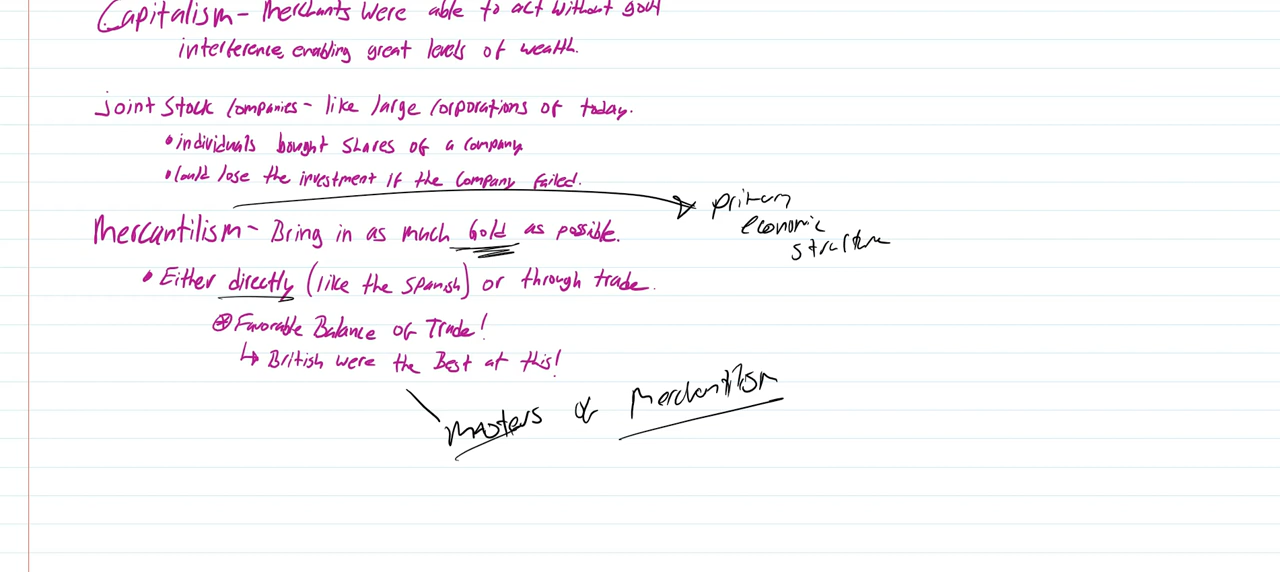 Capitalism - Merchants were able to act without govt
interference, enabling great levels of wealth.
Joint Stock Companies - like large corporations of today.
• individuals bought shares of a company
• Could lose the investment if the company failed.
primary
economic
structure
Mercantilism - Bring in as much Gold as possible.
• Either directly (like the Spanish) or through trade.
⊛ Favorable Balance of Trade!
↳ British were the Best at this!
Masters of Mercantilism